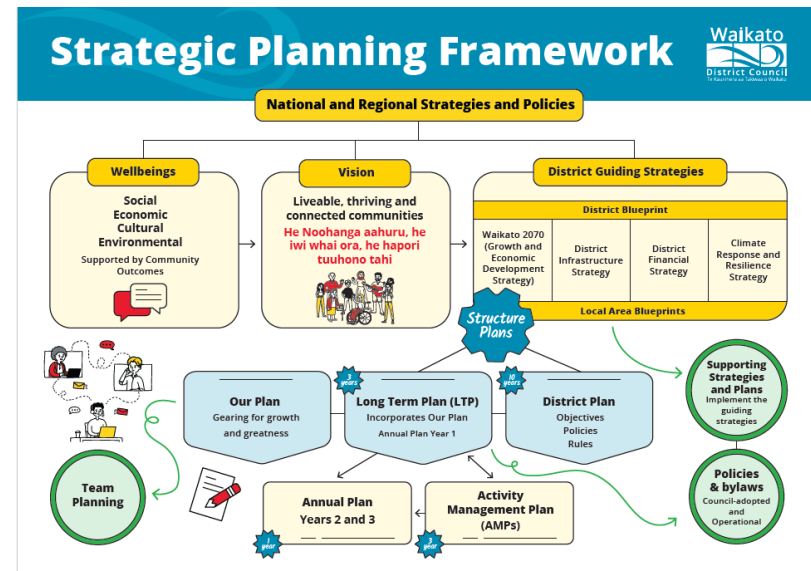 Strategic Planning Framework
Waikato
District Council
Te Kaunihera aa Takiwaa o Waikato
National and Regional Strategies and Policies
Wellbeings
Social
Economic
Cultural
Environmental
Supported by Community
Outcomes
Vision
Liveable, thriving and
connected communities
He Noohanga aahuru, he
iwi whai ora, he hapori
tuuhono tahi
District Guiding Strategies
District Blueprint
Waikato 2070
(Growth and
Economic
Development
Strategy)
District
Infrastructure
Strategy
District
Financial
Strategy
Climate
Response and
Resilience
Strategy
Local Area Blueprints
Structure
Plans
Our Plan
Gearing for growth
and greatness
3
years
Long Term Plan (LTP)
Incorporates Our Plan
Annual Plan Year 1
10
years
District Plan
Objectives
Policies
Rules
Supporting
Strategies
and Plans
Implement the
guiding
strategies
Team
Planning
Annual Plan
Years 2 and 3
1
year
Activity
Management Plan
(AMPs)
3
year
Policies
& bylaws
Council-adopted
and
Operational